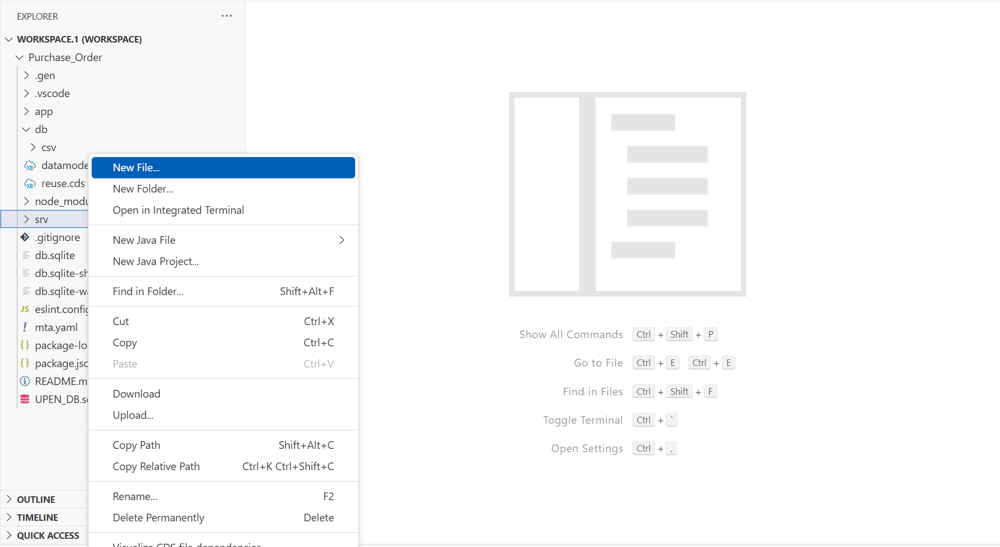 EXPLORER
WORKSPACE.1 (WORKSPACE)
Purchase_Order
.gen
.vscode
app
db
csv
datamode
reuse.cds
node_modu
srv
.gitignore
db.sqlite
db.sqlite-sh
db.sqlite-wa
JS eslint.config
! mta.yaml
{} package-lo
{} package.jso
README.m
UPEN_DB.s
OUTLINE
TIMELINE
QUICK ACCESS
New File...
New Folder...
Open in Integrated Terminal
New Java File
New Java Project...
Find in Folder... Shift+Alt+F
Cut Ctrl+X
Copy Ctrl+C
Paste Ctrl+V
Download
Upload...
Copy Path Shift+Alt+C
Copy Relative Path Ctrl+K Ctrl+Shift+C
Rename... F2
Delete Permanently Delete
Visualize CDS file dependencies
Show All Commands Ctrl + Shift + P
Go to File Ctrl + E Ctrl + E
Find in Files Ctrl + Shift + F
Toggle Terminal Ctrl + `
Open Settings Ctrl + ,